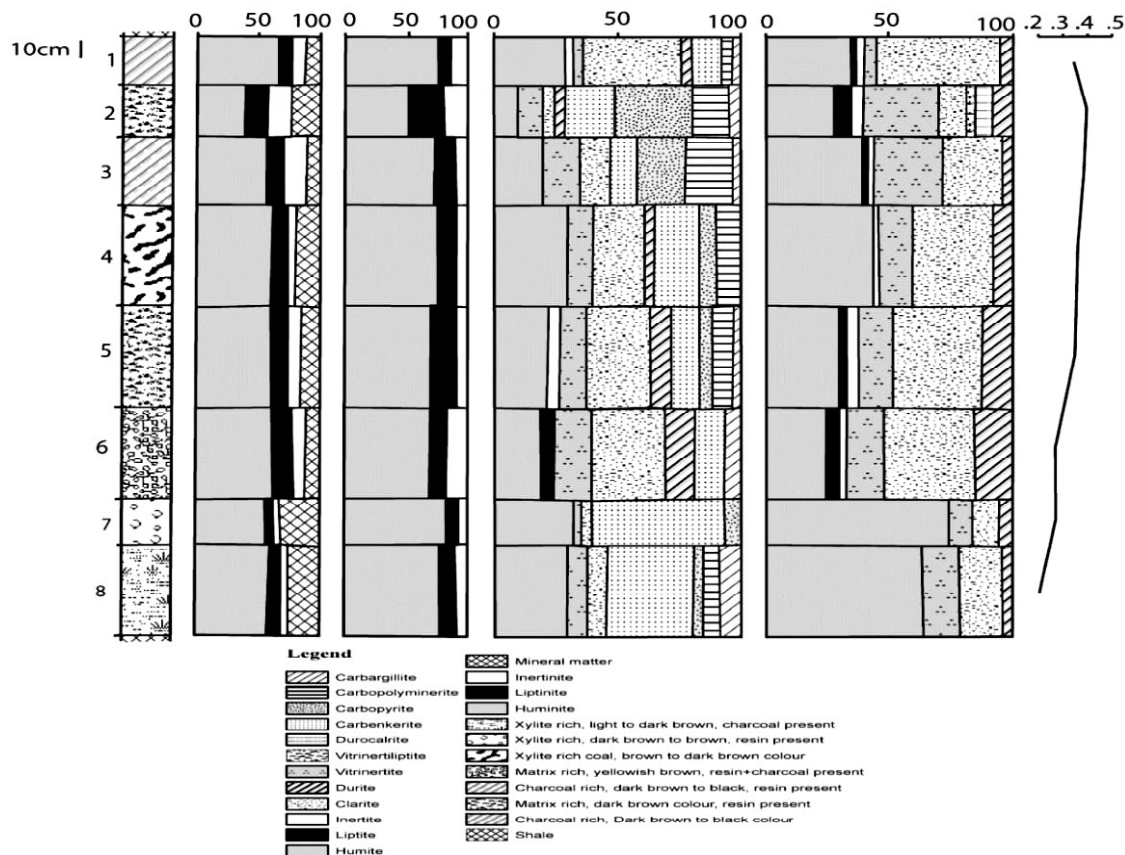 0 50 100 0 50 100 0 50 100 0 50 100 .2 .3 .4 .5
10cm
1
2
3
4
5
6
7
8
Legend
Carbargillite
Carbopolyminerite
Carbopyrite
Carbenkerite
Durocalrite
Vitrinertiliptite
Vitrinertite
Durite
Clarite
Inertite
Liptite
Humite
Mineral matter
Inertinite
Liptinite
Huminite
Xylite rich, light to dark brown, charcoal present
Xylite rich, dark brown to brown, resin present
Xylite rich coal, brown to dark brown colour
Matrix rich, yellowish brown, resin+charcoal present
Charcoal rich, dark brown to black, resin present
Matrix rich, dark brown colour, resin present
Charcoal rich, Dark brown to black colour
Shale